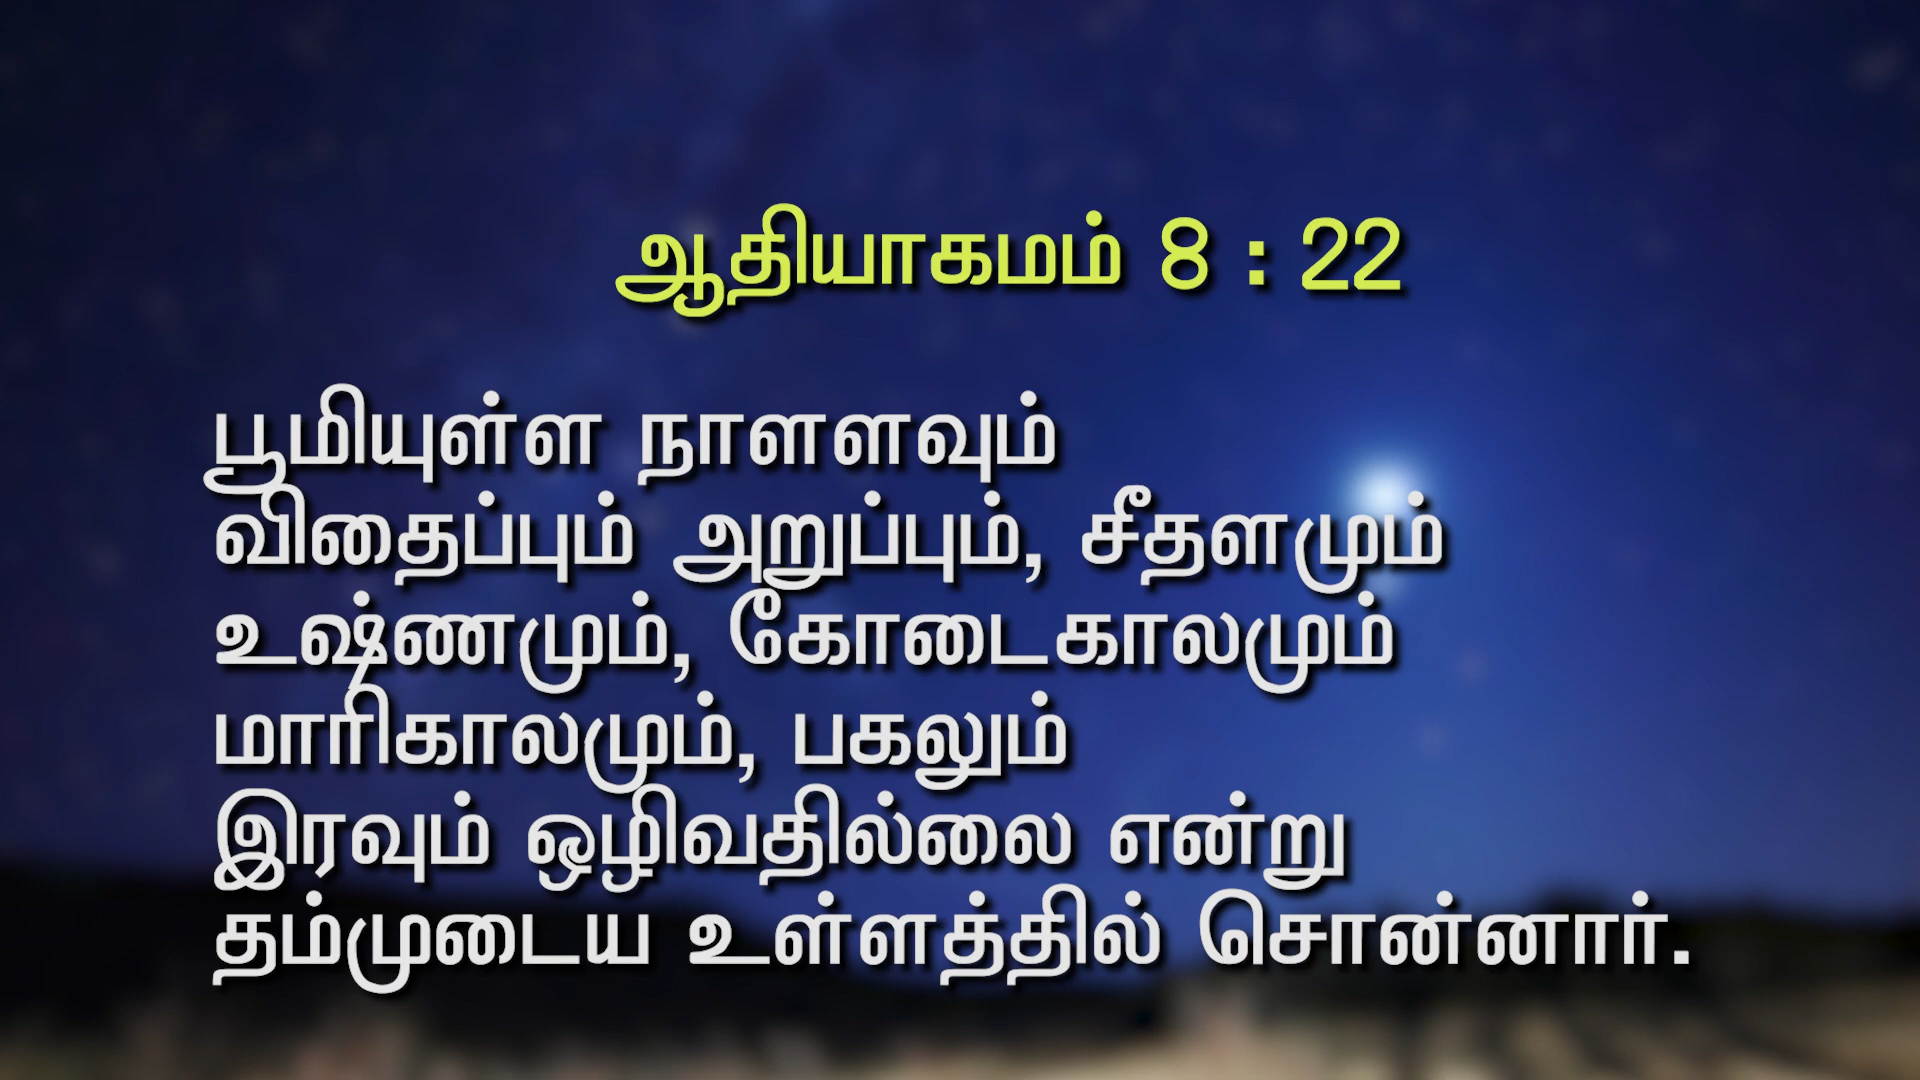 ஆதியாகமம் 8 : 22
பூமியுள்ள நாளளவும்
விதைப்பும் அறுப்பும், சீதளமும்
உஷ்ணமும், கோடைகாலமும்
மாரிகாலமும், பகலும்
இரவும் ஒழிவதில்லை என்று
தம்முடைய உள்ளத்தில் சொன்னார்.